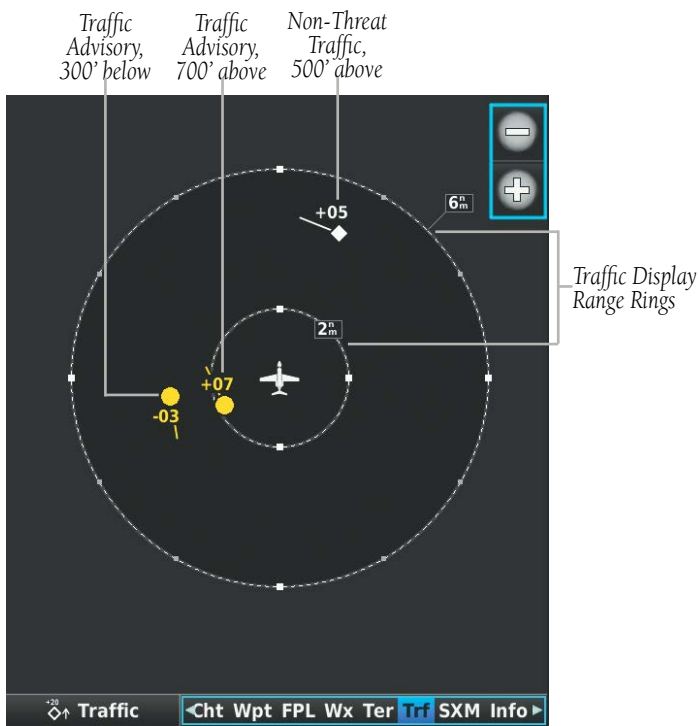 Traffic
Advisory,
300’ below
Traffic
Advisory,
700’ above
Non-Threat
Traffic,
500’ above
+05
6nm
Traffic Display
Range Rings
2nm
+07
-03
+20
Traffic
Cht Wpt FPL Wx Ter Trf SXM Info